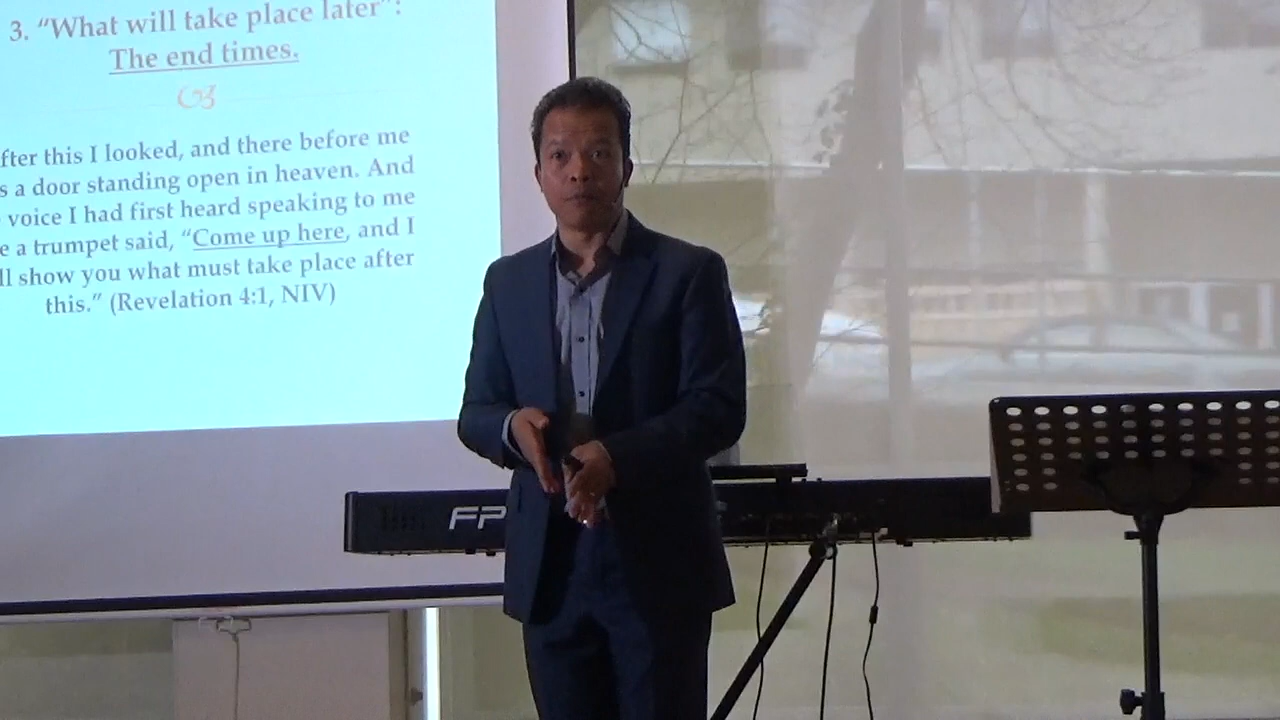 3. “What will take place later”:
The end times.
fter this I looked, and there before me
s a door standing open in heaven. And
voice I had first heard speaking to me
e a trumpet said, “Come up here, and I
ll show you what must take place after
this.” (Revelation 4:1, NIV)
FP